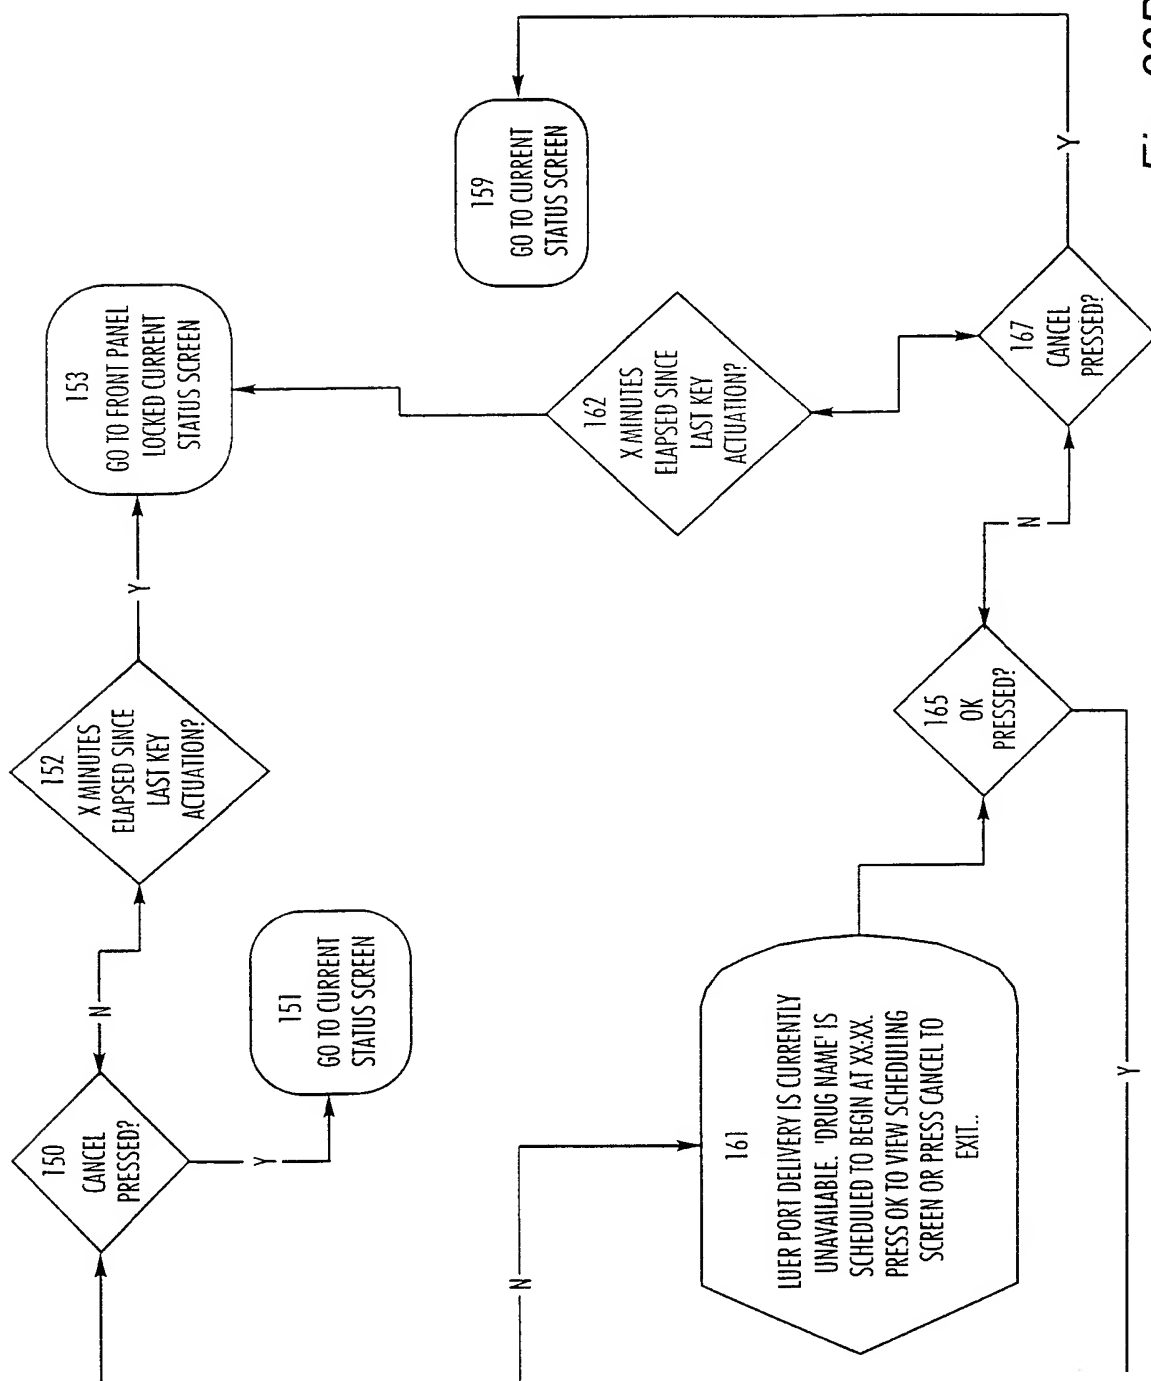 150
CANCEL
PRESSED?
N
152
X MINUTES
ELAPSED SINCE
LAST KEY
ACTUATION?
Y
153
GO TO FRONT PANEL
LOCKED CURRENT
STATUS SCREEN
Y
151
GO TO CURRENT
STATUS SCREEN
N
159
GO TO CURRENT
STATUS SCREEN
162
X MINUTES
ELAPSED SINCE
LAST KEY
ACTUATION?
161
LUER PORT DELIVERY IS CURRENTLY
UNAVAILABLE. 'DRUG NAME' IS
SCHEDULED TO BEGIN AT XX:XX.
PRESS OK TO VIEW SCHEDULING
SCREEN OR PRESS CANCEL TO
EXIT..
165
OK
PRESSED?
N
167
CANCEL
PRESSED?
Y
Y